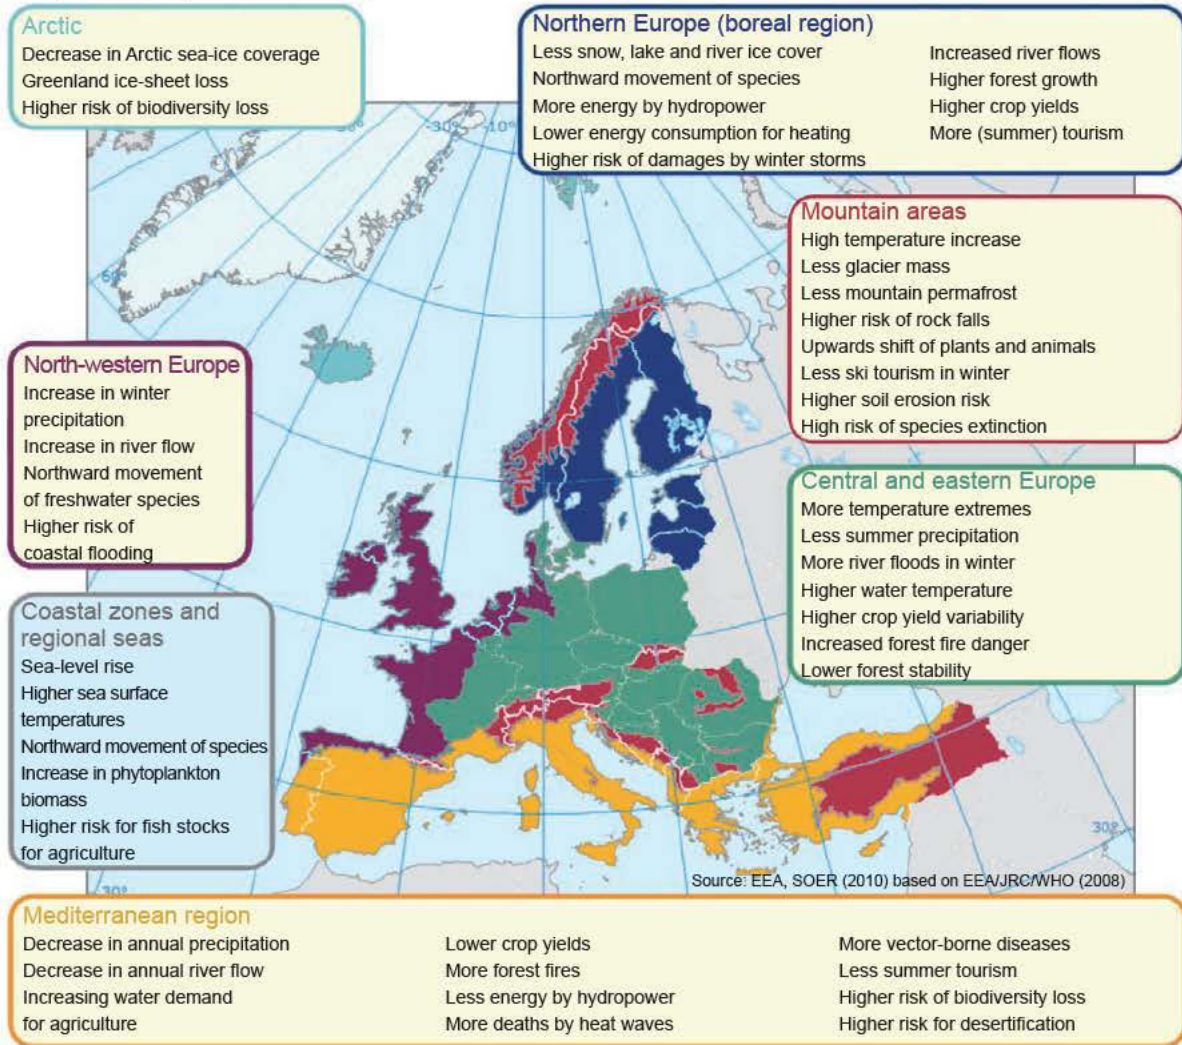 Arctic
Decrease in Arctic sea-ice coverage
Greenland ice-sheet loss
Higher risk of biodiversity loss
Northern Europe (boreal region)
Less snow, lake and river ice cover
Northward movement of species
More energy by hydropower
Lower energy consumption for heating
Higher risk of damages by winter storms
Increased river flows
Higher forest growth
Higher crop yields
More (summer) tourism
-30° -10°
Mountain areas
High temperature increase
Less glacier mass
Less mountain permafrost
Higher risk of rock falls
Upwards shift of plants and animals
Less ski tourism in winter
Higher soil erosion risk
High risk of species extinction
North-western Europe
Increase in winter
precipitation
Increase in river flow
Northward movement
of freshwater species
Higher risk of
coastal flooding
Central and eastern Europe
More temperature extremes
Less summer precipitation
More river floods in winter
Higher water temperature
Higher crop yield variability
Increased forest fire danger
Lower forest stability
Coastal zones and
regional seas
Sea-level rise
Higher sea surface
temperatures
Northward movement of species
Increase in phytoplankton
biomass
Higher risk for fish stocks
for agriculture
30°
-30°
Source: EEA, SOER (2010) based on EEA/JRC/WHO (2008)
Mediterranean region
Decrease in annual precipitation
Decrease in annual river flow
Increasing water demand
for agriculture
Lower crop yields
More forest fires
Less energy by hydropower
More deaths by heat waves
More vector-borne diseases
Less summer tourism
Higher risk of biodiversity loss
Higher risk for desertification